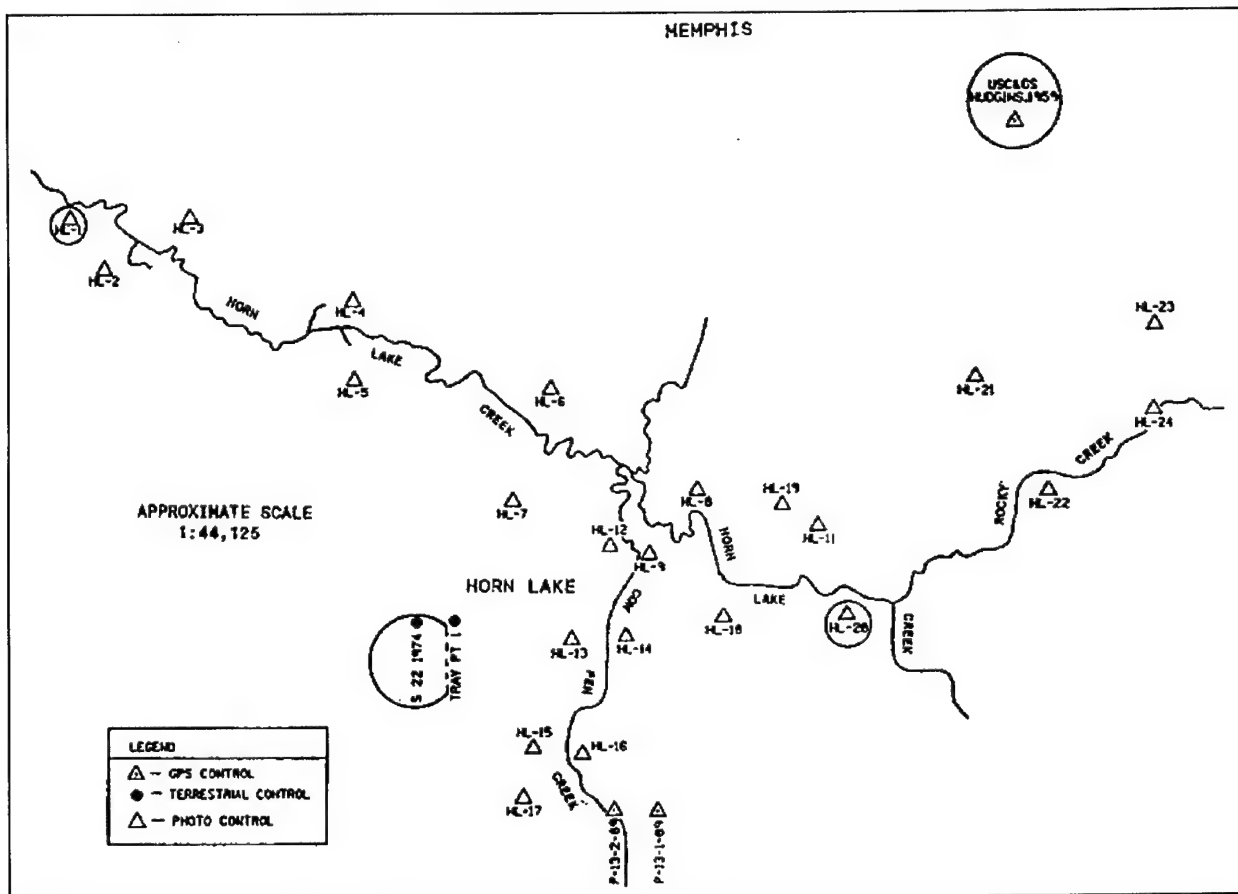 MEMPHIS
USC&GS
HUDGINS,1959
HL-1
HL-3
HL-2
HORN
HL-4
LAKE
HL-5
HL-6
CREEK
HL-23
HL-21
HL-24
CREEK
ROCKY
HL-22
APPROXIMATE SCALE
1:44,125
HL-7
HL-8
HL-19
HL-11
HL-12
HL-9
HORN
LAKE
CREEK
HORN LAKE
CON
HL-18
HL-20
HL-13
HL-14
PEN
S 22 1974
TRAV PT 1
HL-15
HL-16
HL-17
CREEK
P-13-2-89
P-13-1-89
LEGEND
- GPS CONTROL
- TERRESTRIAL CONTROL
- PHOTO CONTROL